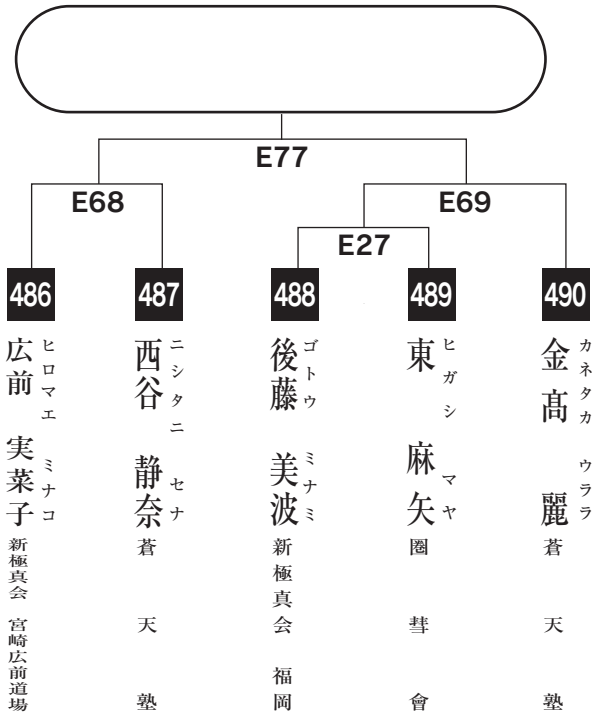 E77
E68
E69
E27
486
広前 実菜子
ヒロマエ ミナコ
新極真会 宮崎広前道場
487
西谷 静奈
ニシタニ セナ
蒼天塾
488
後藤 美波
ゴトウ ミナミ
新極真会 福岡
489
東 麻矢
ヒガシ マヤ
圏彗會
490
金髙 麗
カネタカ ウララ
蒼天塾